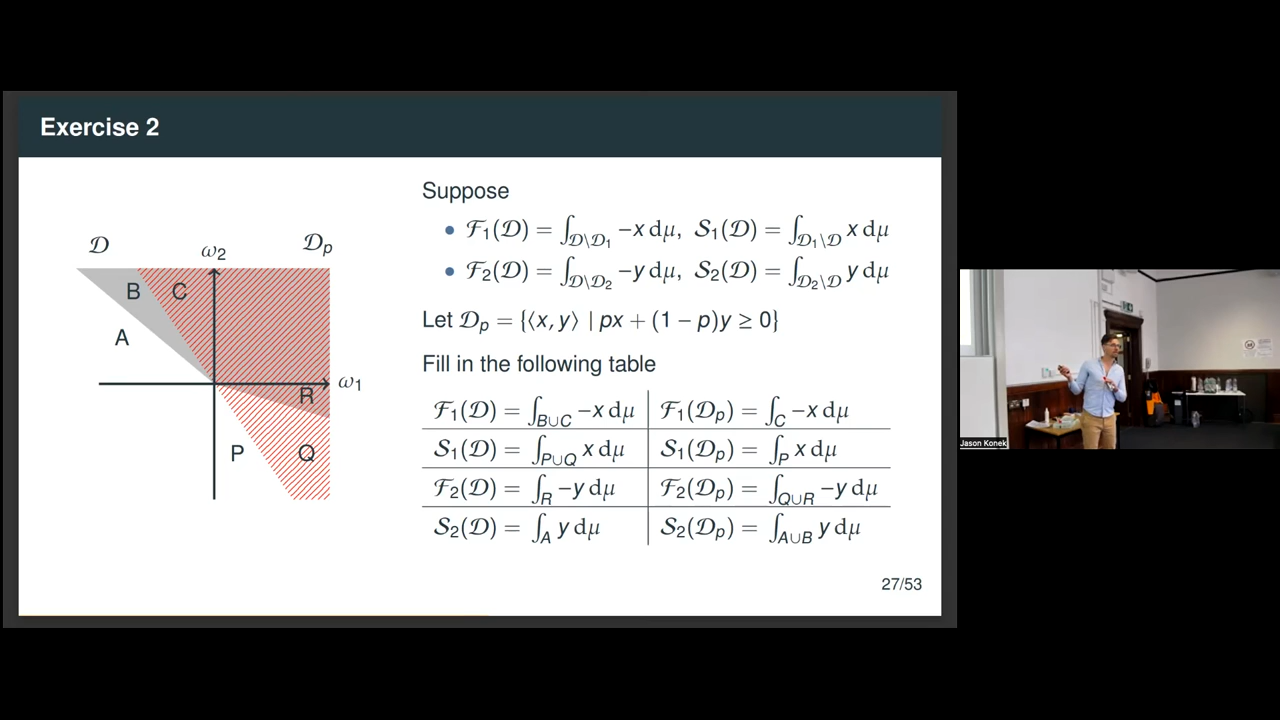 Exercise 2
Suppose
• ℱ₁(𝒟) = ∫_{𝒟\𝒟₁} −x dμ, 𝒮₁(𝒟) = ∫_{𝒟₁\𝒟} x dμ
• ℱ₂(𝒟) = ∫_{𝒟\𝒟₂} −y dμ, 𝒮₂(𝒟) = ∫_{𝒟₂\𝒟} y dμ
Let 𝒟ₚ = {⟨x, y⟩ | px + (1 − p)y ≥ 0}
Fill in the following table
ℱ₁(𝒟) = ∫_{B∪C} −x dμ ℱ₁(𝒟ₚ) = ∫_C −x dμ
𝒮₁(𝒟) = ∫_{P∪Q} x dμ 𝒮₁(𝒟ₚ) = ∫_P x dμ
ℱ₂(𝒟) = ∫_R −y dμ ℱ₂(𝒟ₚ) = ∫_{Q∪R} −y dμ
𝒮₂(𝒟) = ∫_A y dμ 𝒮₂(𝒟ₚ) = ∫_{A∪B} y dμ
𝒟 ω₂ 𝒟ₚ
B C
A
ω₁
R
P Q
27/53
Jason Konek